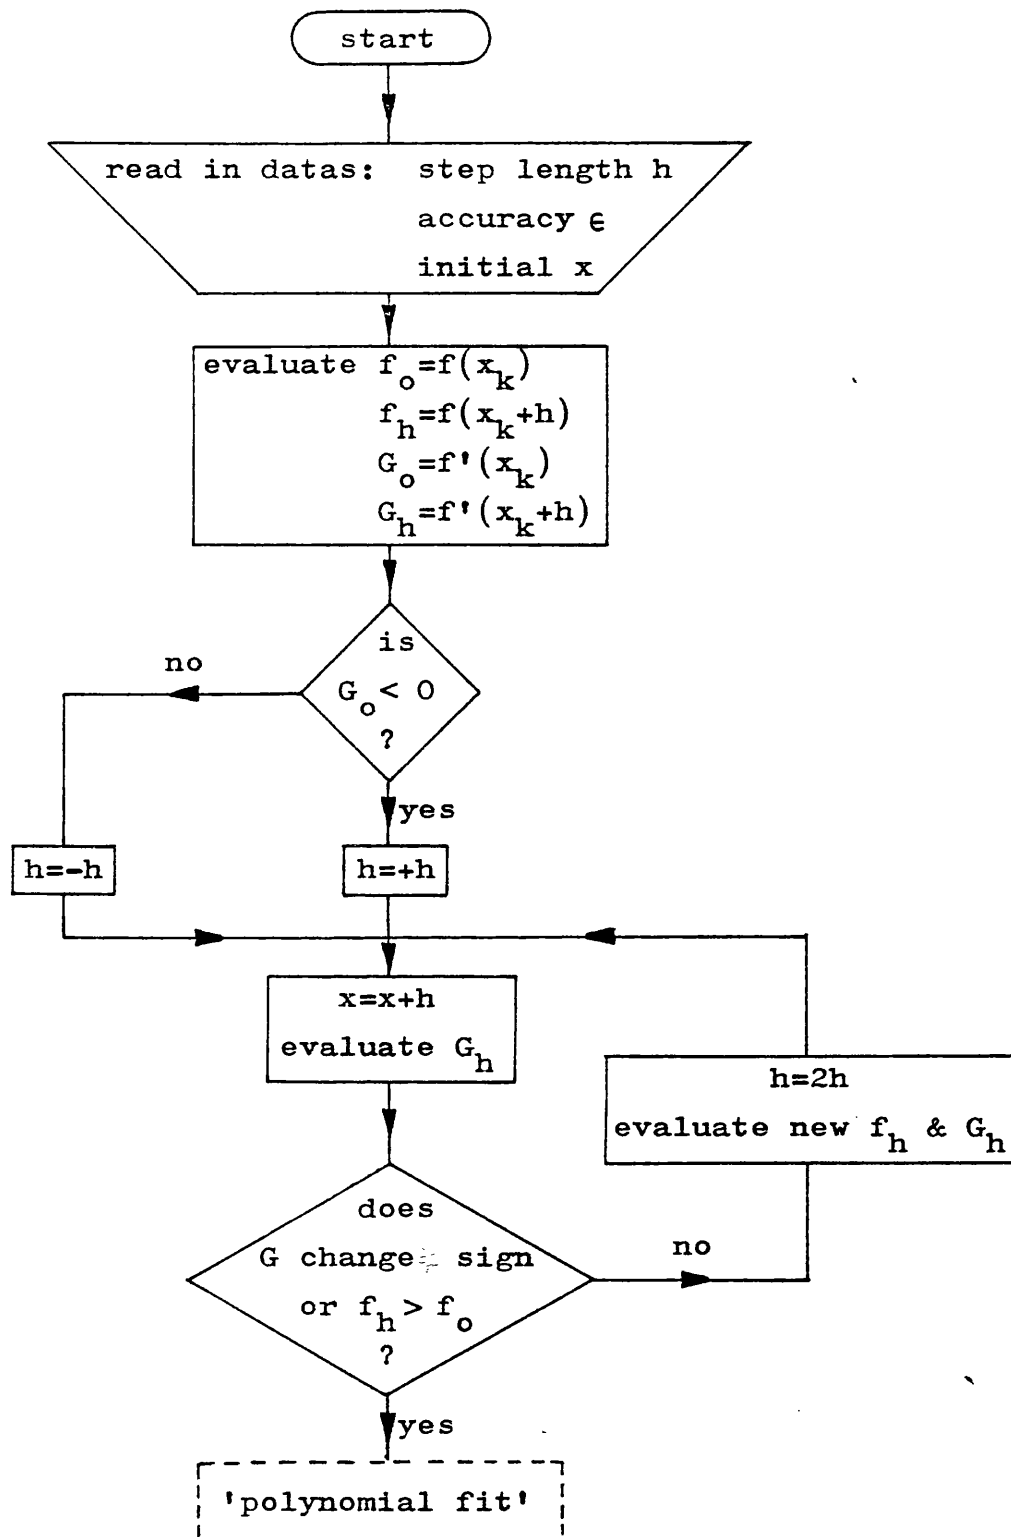 start
read in datas: step length h
accuracy ϵ
initial x
evaluate f_o=f(x_k)
f_h=f(x_k+h)
G_o=f'(x_k)
G_h=f'(x_k+h)
is
G_o < 0
?
no
yes
h=-h
h=+h
x=x+h
evaluate G_h
h=2h
evaluate new f_h & G_h
does
G change sign
or f_h > f_o
?
no
yes
'polynomial fit'